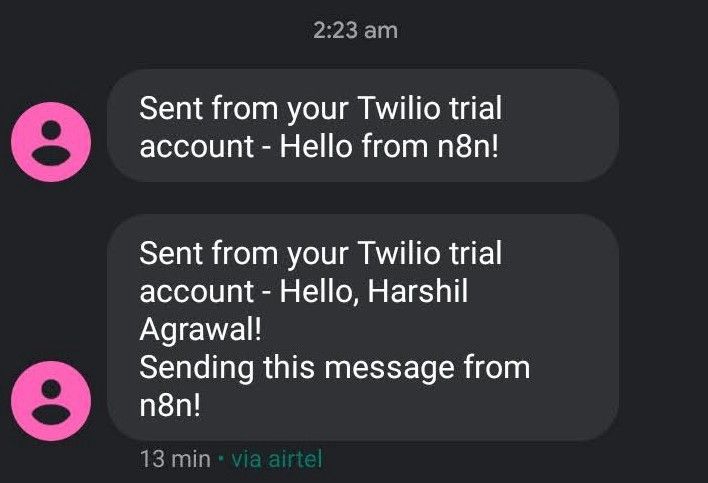 2:23 am
Sent from your Twilio trial
account - Hello from n8n!
Sent from your Twilio trial
account - Hello, Harshil
Agrawal!
Sending this message from
n8n!
13 min • via airtel